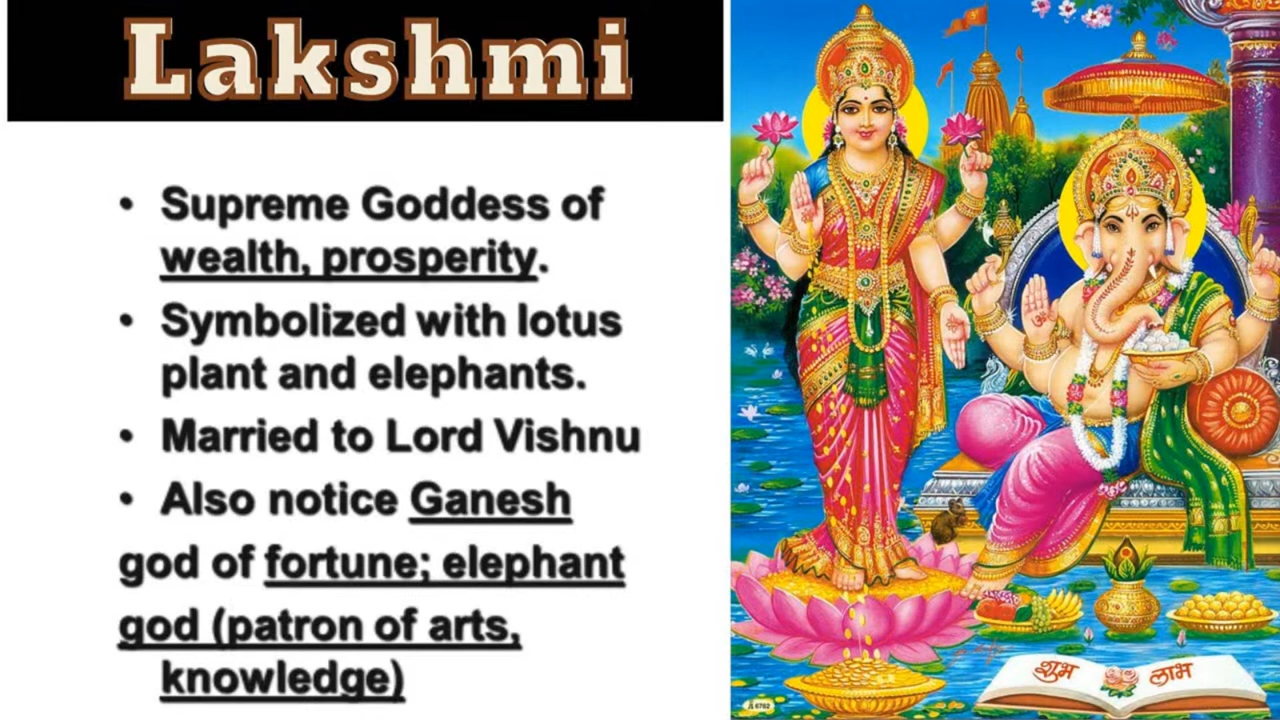 Lakshmi
• Supreme Goddess of
wealth, prosperity.
• Symbolized with lotus
plant and elephants.
• Married to Lord Vishnu
• Also notice Ganesh
god of fortune; elephant
god (patron of arts,
knowledge)
शुभ लाभ